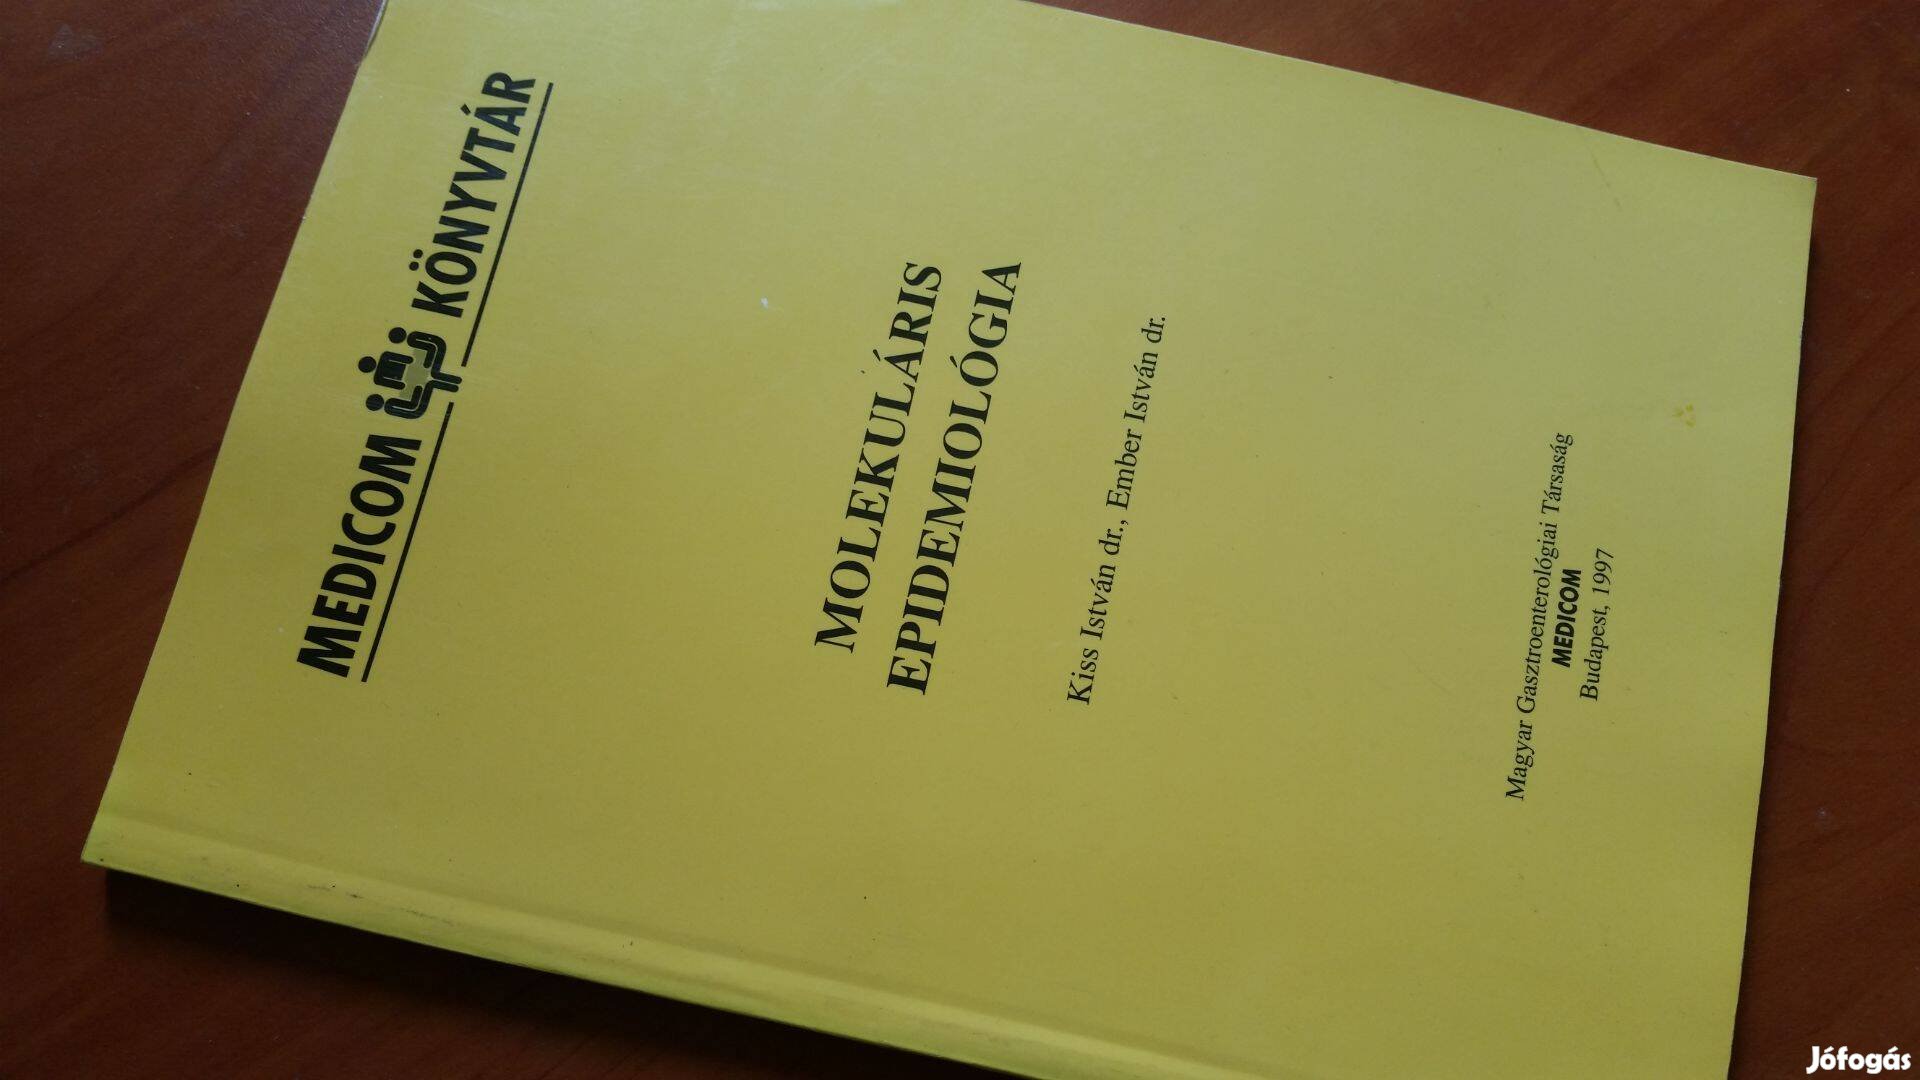 MEDICOM KÖNYVTÁR
MOLEKULÁRIS
EPIDEMIOLÓGIA
Kiss István dr., Ember István dr.
Magyar Gasztroenterológiai Társaság
MEDICOM
Budapest, 1997
Jófogás